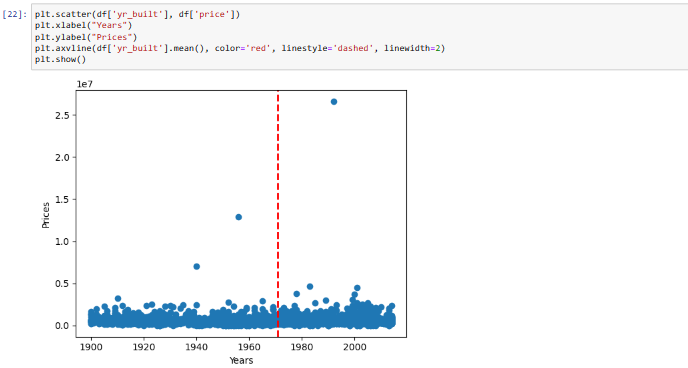 [22]: plt.scatter(df['yr_built'], df['price'])
plt.xlabel("Years")
plt.ylabel("Prices")
plt.axvline(df['yr_built'].mean(), color='red', linestyle='dashed', linewidth=2)
plt.show()
1e7
2.5
2.0
1.5
1.0
0.5
0.0
Prices
1900 1920 1940 1960 1980 2000
Years